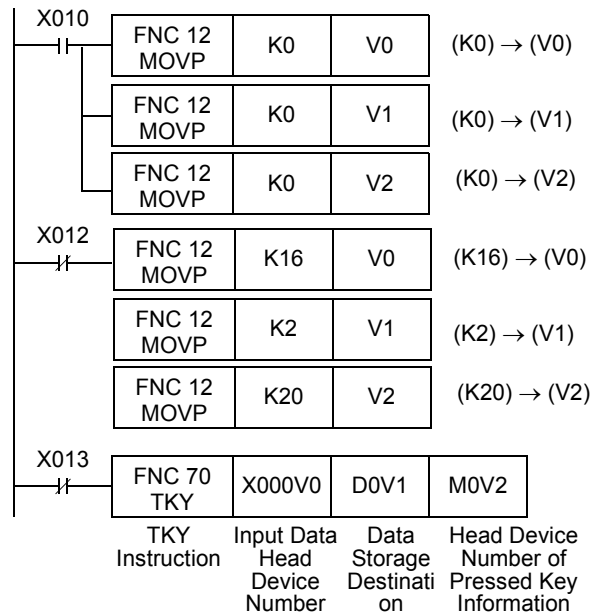 X010
FNC 12 MOVP K0 V0 (K0) → (V0)
FNC 12 MOVP K0 V1 (K0) → (V1)
FNC 12 MOVP K0 V2 (K0) → (V2)
X012
FNC 12 MOVP K16 V0 (K16) → (V0)
FNC 12 MOVP K2 V1 (K2) → (V1)
FNC 12 MOVP K20 V2 (K20) → (V2)
X013
FNC 70 TKY X000V0 D0V1 M0V2
TKY Instruction
Input Data Head Device Number
Data Storage Destinati on
Head Device Number of Pressed Key Information